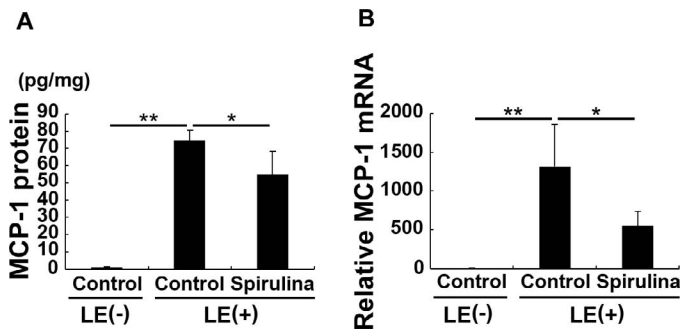 A
(pg/mg)
MCP-1 protein
90
80
70
60
50
40
30
20
10
0
** *
Control Control Spirulina
LE(-) LE(+)
B
Relative MCP-1 mRNA
2000
1500
1000
500
0
** *
Control Control Spirulina
LE(-) LE(+)